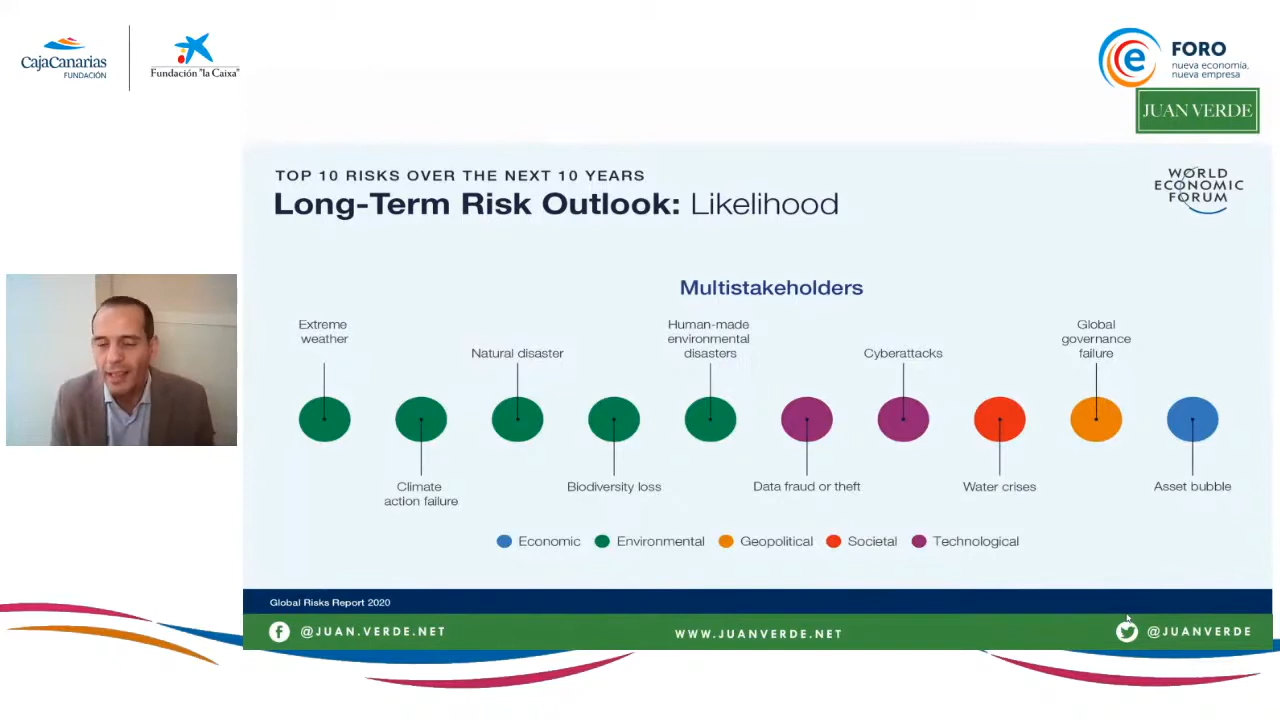 CajaCanarias
FUNDACIÓN
Fundación "la Caixa"
e
FORO
nueva economía,
nueva empresa
JUAN VERDE
TOP 10 RISKS OVER THE NEXT 10 YEARS
Long-Term Risk Outlook: Likelihood
WORLD
ECONOMIC
FORUM
Multistakeholders
Extreme
weather
Natural disaster
Human-made
environmental
disasters
Cyberattacks
Global
governance
failure
Climate
action failure
Biodiversity loss
Data fraud or theft
Water crises
Asset bubble
Economic Environmental Geopolitical Societal Technological
Global Risks Report 2020
f @JUAN.VERDE.NET
WWW.JUANVERDE.NET
@JUANVERDE